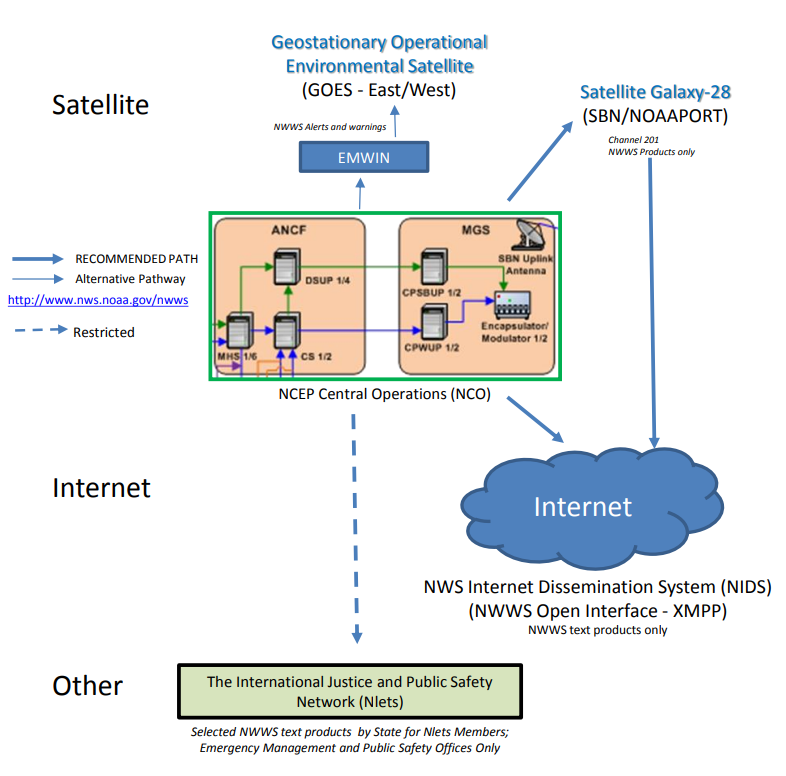 Geostationary Operational
Environmental Satellite
(GOES - East/West)
Satellite
Satellite Galaxy-28
(SBN/NOAAPORT)
NWWS Alerts and warnings
Channel 201
NWWS Products only
EMWIN
ANCF
MGS
SBN Uplink
Antenna
DSUP 1/4
CPSBUP 1/2
Encapsulator/
Modulator 1/2
MHS 1/6
CS 1/2
CPWUP 1/2
RECOMMENDED PATH
Alternative Pathway
http://www.nws.noaa.gov/nwws
Restricted
NCEP Central Operations (NCO)
Internet
Internet
NWS Internet Dissemination System (NIDS)
(NWWS Open Interface - XMPP)
NWWS text products only
Other
The International Justice and Public Safety
Network (Nlets)
Selected NWWS text products by State for Nlets Members;
Emergency Management and Public Safety Offices Only